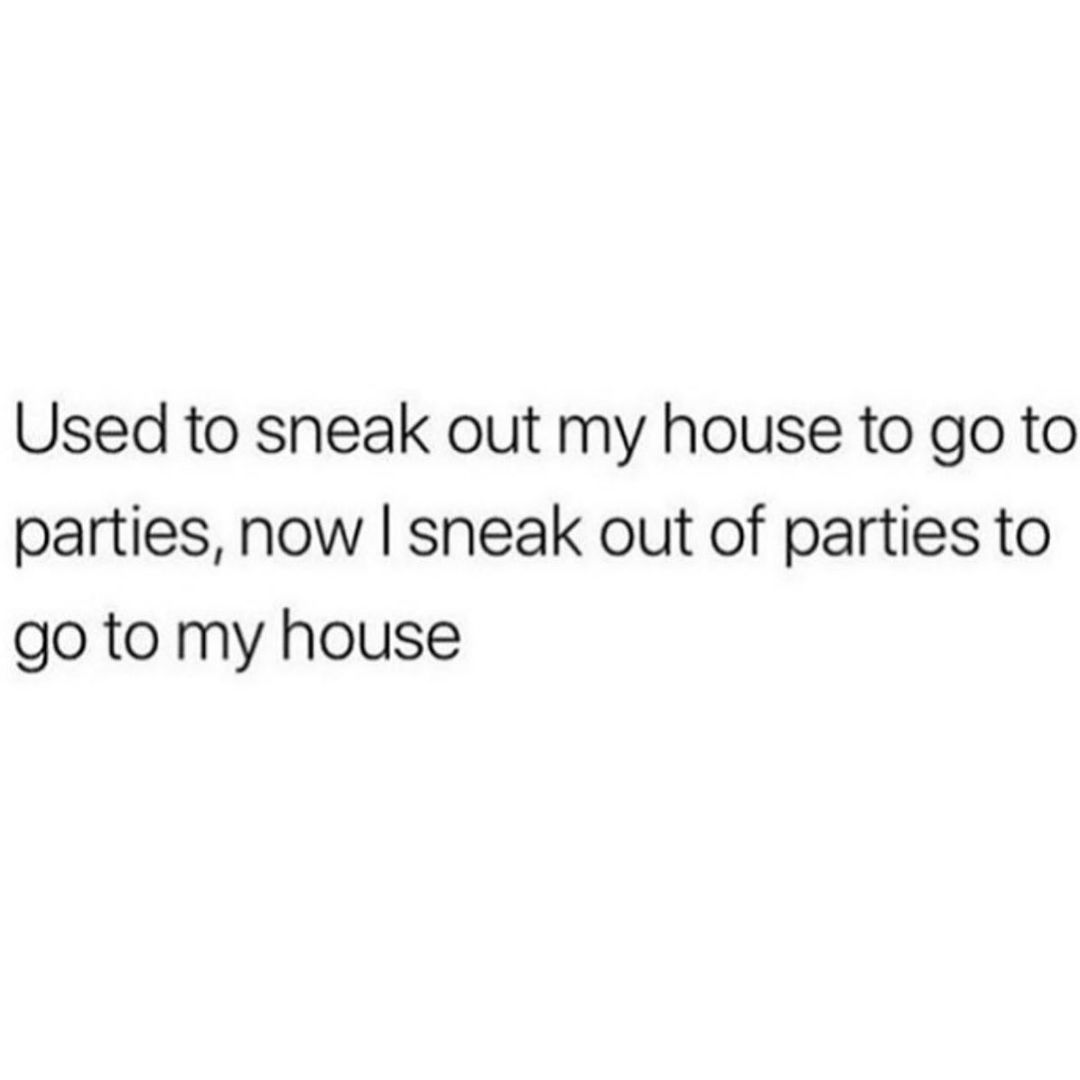 Used to sneak out my house to go to
parties, now I sneak out of parties to
go to my house